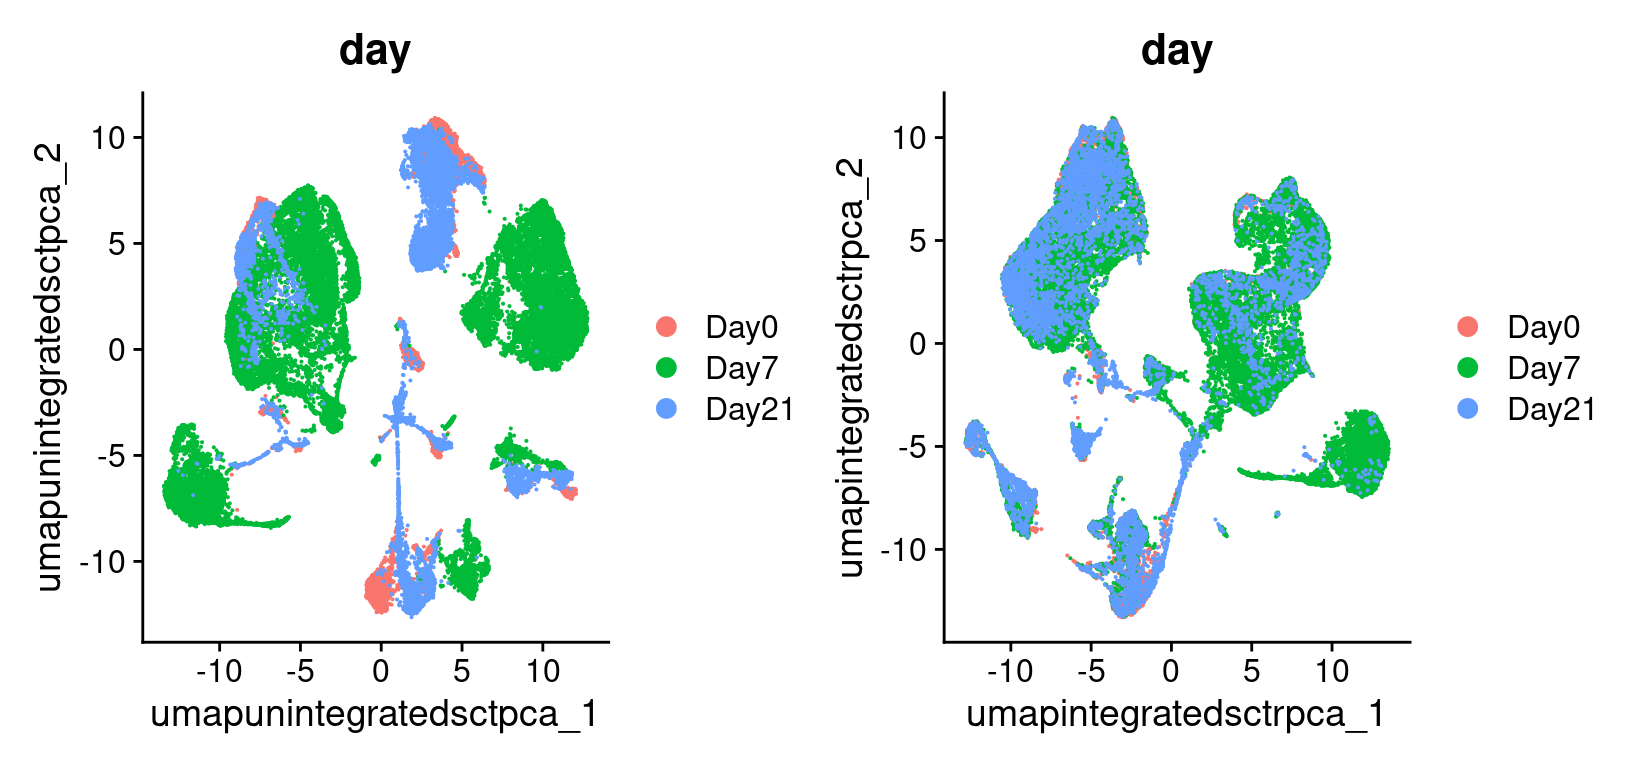 day
umapunintegratedsctpca_2
10
5
0
-5
-10
-10
-5
0
5
10
umapunintegratedsctpca_1
Day0
Day7
Day21
day
umapintegratedsctrpca_2
10
5
0
-5
-10
-10
-5
0
5
10
umapintegratedsctrpca_1
Day0
Day7
Day21